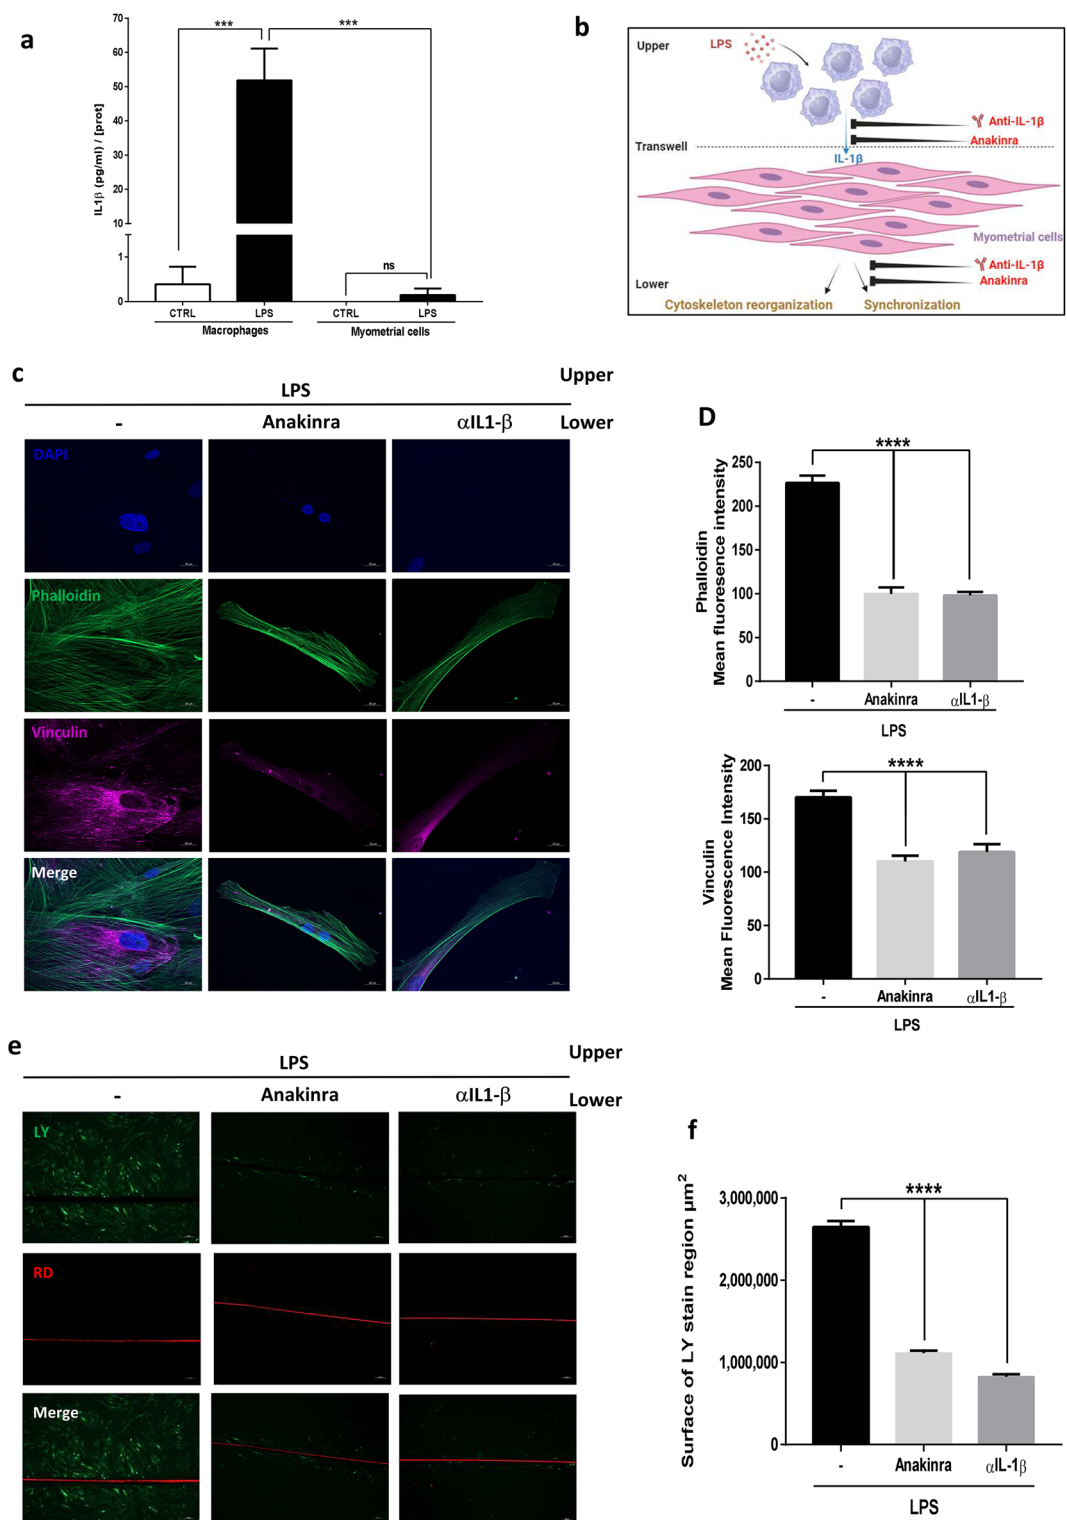 a
IL1β (pg/ml) / [prot]
70
60
50
40
30
20
10
1
0
***
***
ns
CTRL
LPS
CTRL
LPS
Macrophages
Myometrial cells
b
Upper
LPS
Anti-IL-1β
Anakinra
Transwell
IL-1β
Myometrial cells
Anti-IL-1β
Anakinra
Lower
Cytoskeleton reorganization
Synchronization
c
LPS
Upper
-
Anakinra
αIL1-β
Lower
DAPI
Phalloidin
Vinculin
Merge
D
Phalloidin
Mean fluoresence intensity
250
200
150
100
50
0
****
-
Anakinra
αIL1-β
LPS
Vinculin
Mean Fluorescence Intensity
200
150
100
50
0
****
-
Anakinra
αIL1-β
LPS
e
LPS
Upper
-
Anakinra
αIL1-β
Lower
LY
RD
Merge
f
Surface of LY stain region µm²
3,000,000
2,000,000
1,000,000
0
****
-
Anakinra
αIL-1β
LPS